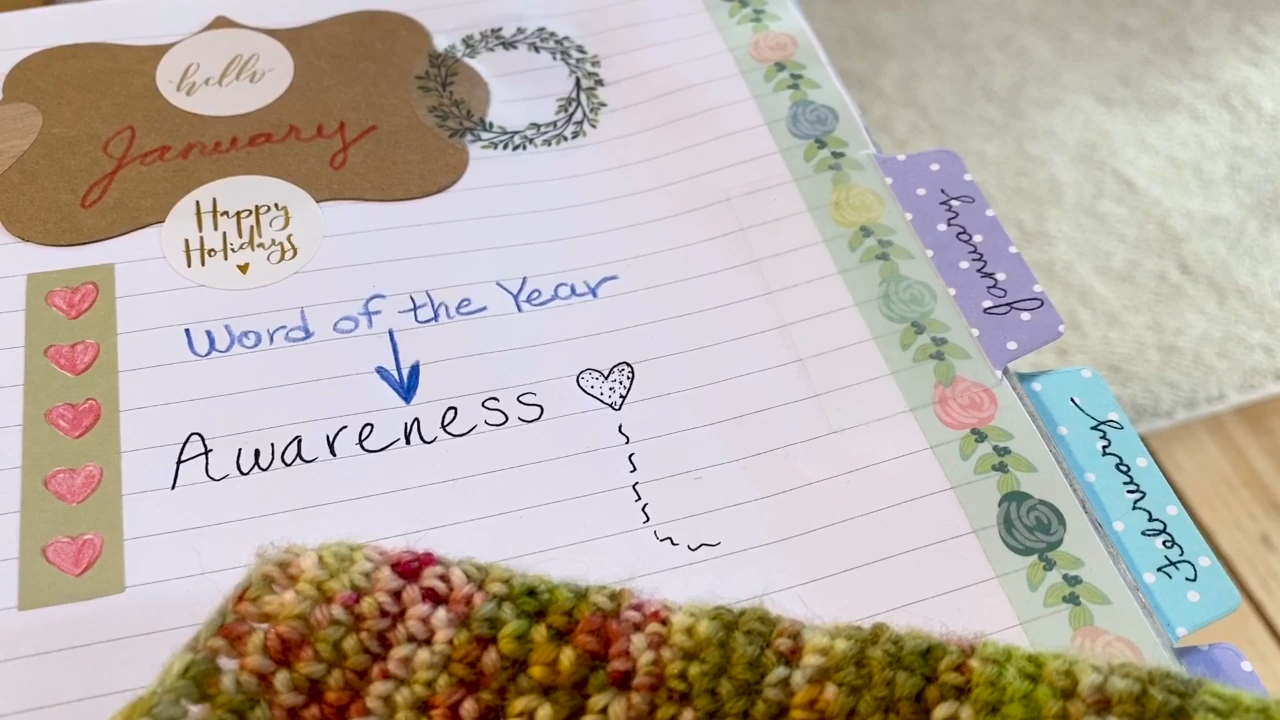 hello
January
Happy
Holidays
Word of the Year
Awareness
January
February